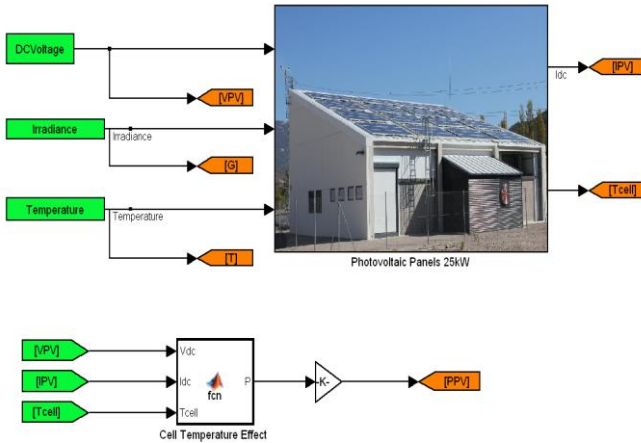 DCVoltage
[VPV]
Irradiance
Irradiance
[G]
Temperature
Temperature
[T]
Idc
[IPV]
[Tcell]
Photovoltaic Panels 25kW
[VPV]
[IPV]
[Tcell]
Vdc
Idc
Tcell
fcn
P
-K-
[PPV]
Cell Temperature Effect